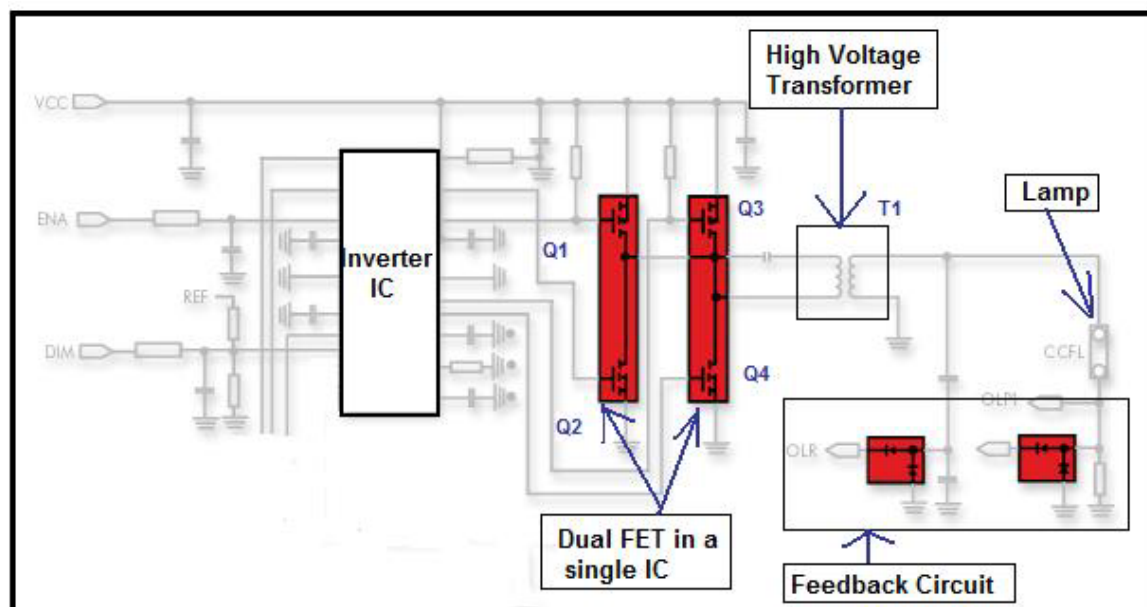 High Voltage
Transformer
VCC
Lamp
ENA
Q3
T1
Q1
Inverter
IC
REF
DIM
CCFL
Q4
OLPI
Q2
OLR
Dual FET in a
single IC
Feedback Circuit